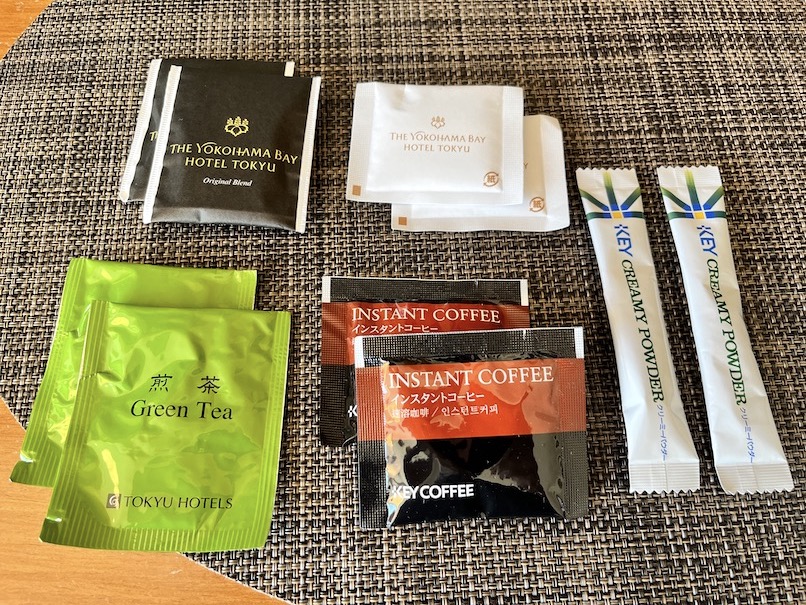 THE YOKOHAMA BAY
HOTEL TOKYU
Original Blend
THE YOKOHAMA BAY
HOTEL TOKYU
紙
紙
KEY CREAMY POWDER
クリーミーパウダー
KEY CREAMY POWDER
クリーミーパウダー
煎茶
Green Tea
TOKYU HOTELS
INSTANT COFFEE
インスタントコーヒー
INSTANT COFFEE
インスタントコーヒー
速溶咖啡 / 인스턴트커피
KEY COFFEE